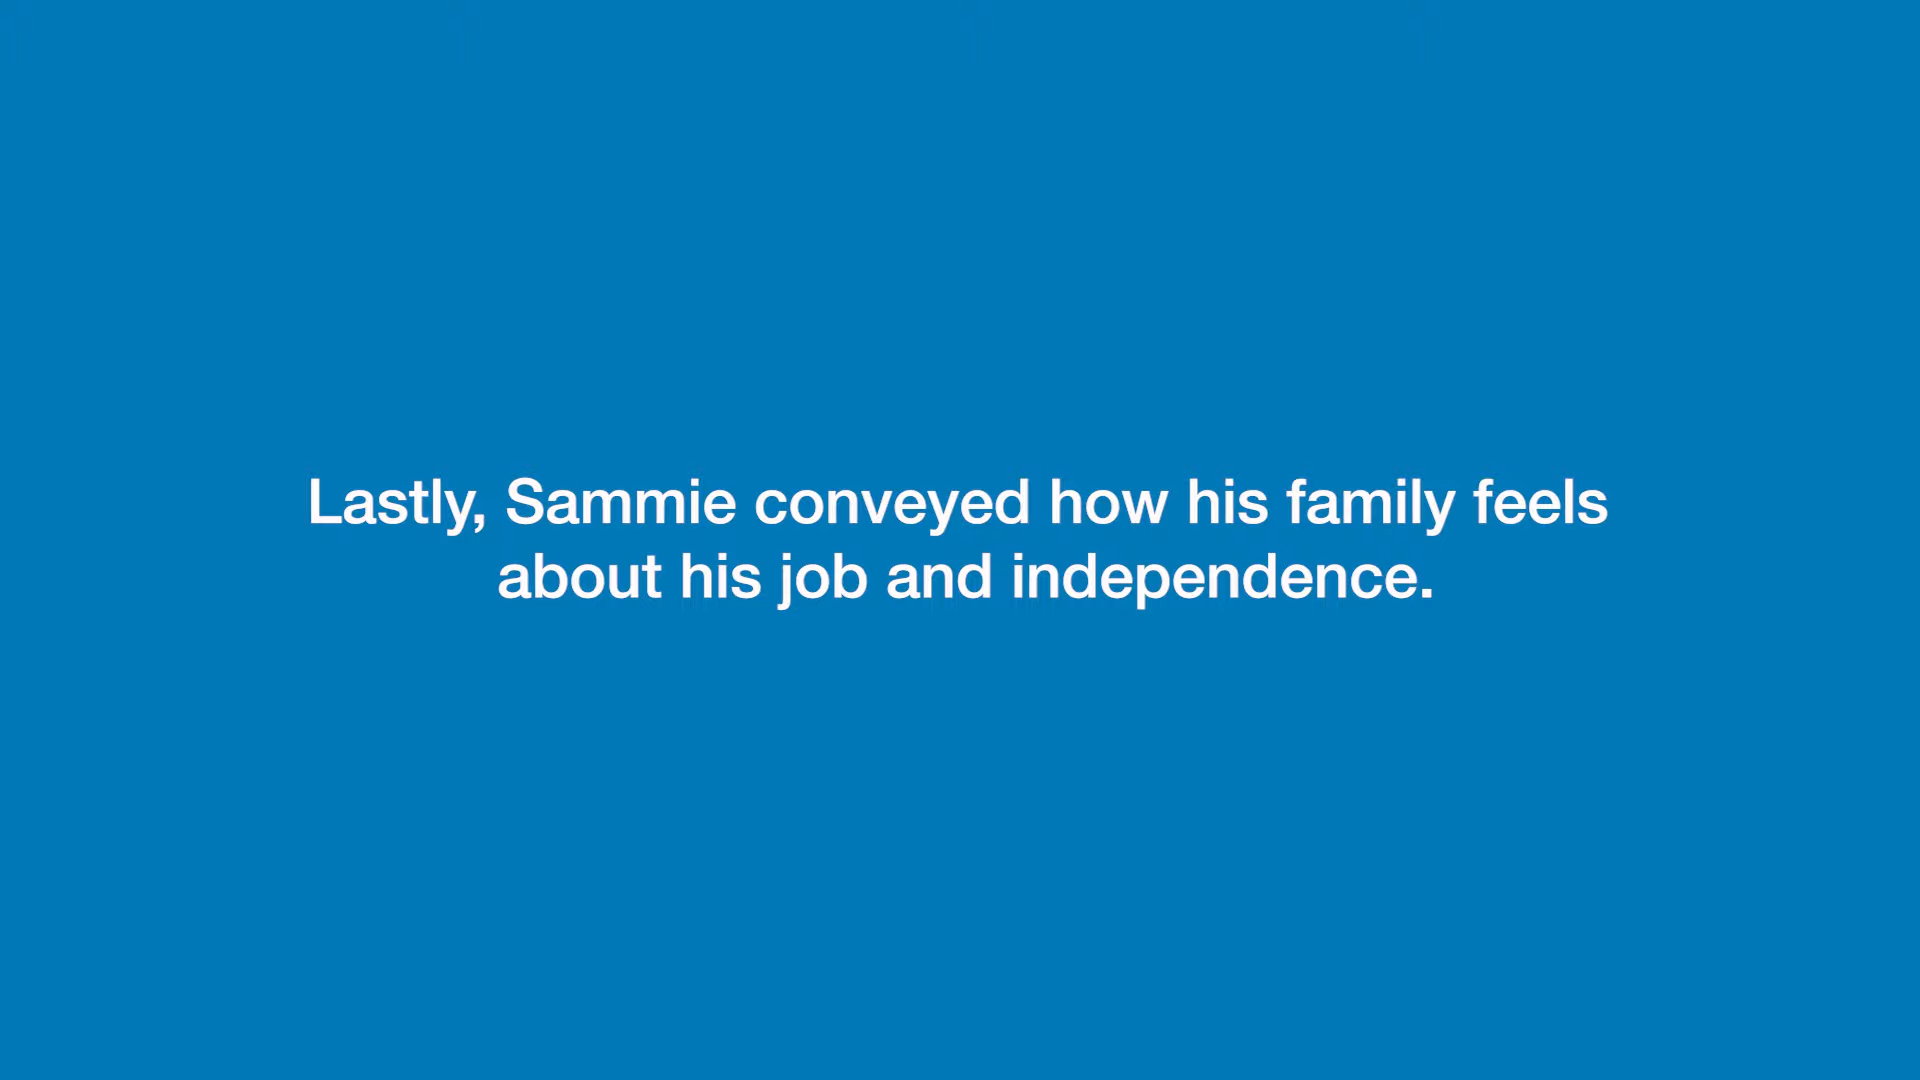 Lastly, Sammie conveyed how his family feels
about his job and independence.